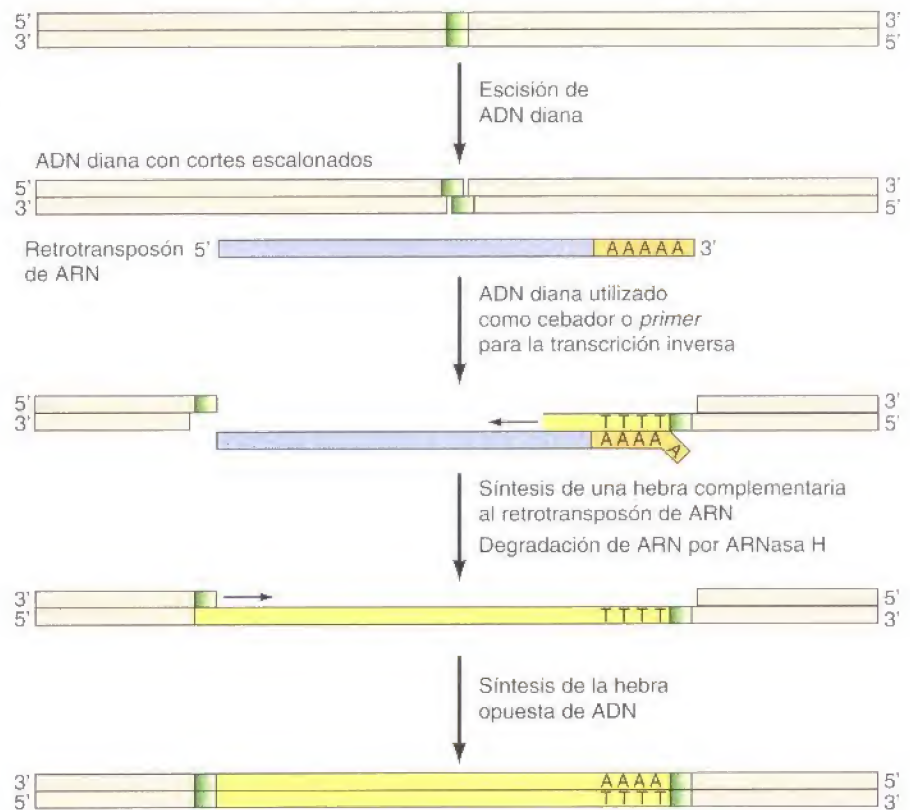 5' 3'
3' 5'
Escisión de
ADN diana
ADN diana con cortes escalonados
5' 3'
3' 5'
Retrotransposón 5' AAAAA 3'
de ARN
ADN diana utilizado
como cebador o primer
para la transcrición inversa
5' 3'
3' TTTT 5'
AAAA A
Síntesis de una hebra complementaria
al retrotransposón de ARN
Degradación de ARN por ARNasa H
3' 5'
5' TTTT 3'
Síntesis de la hebra
opuesta de ADN
3' AAAA 5'
5' TTTT 3'